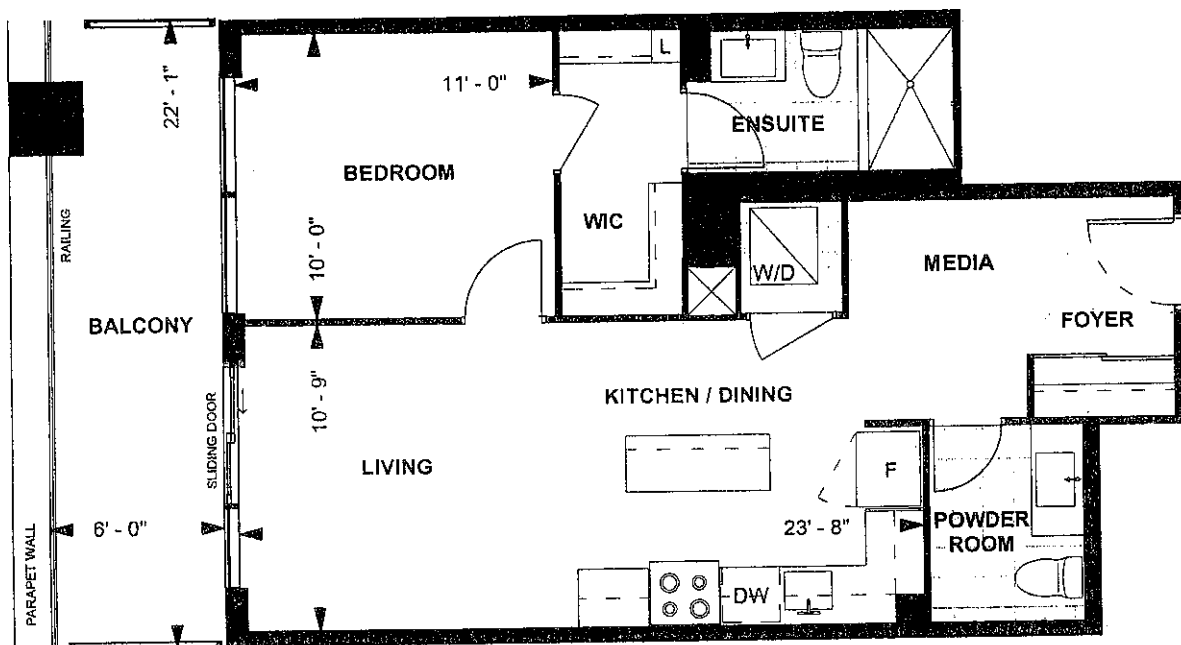 22' - 1"
11' - 0"
L
ENSUITE
BEDROOM
WIC
RAILING
10' - 0"
W/D
MEDIA
BALCONY
FOYER
10' - 9"
KITCHEN / DINING
SLIDING DOOR
LIVING
F
PARAPET WALL
6' - 0"
23' - 8"
POWDER
ROOM
DW